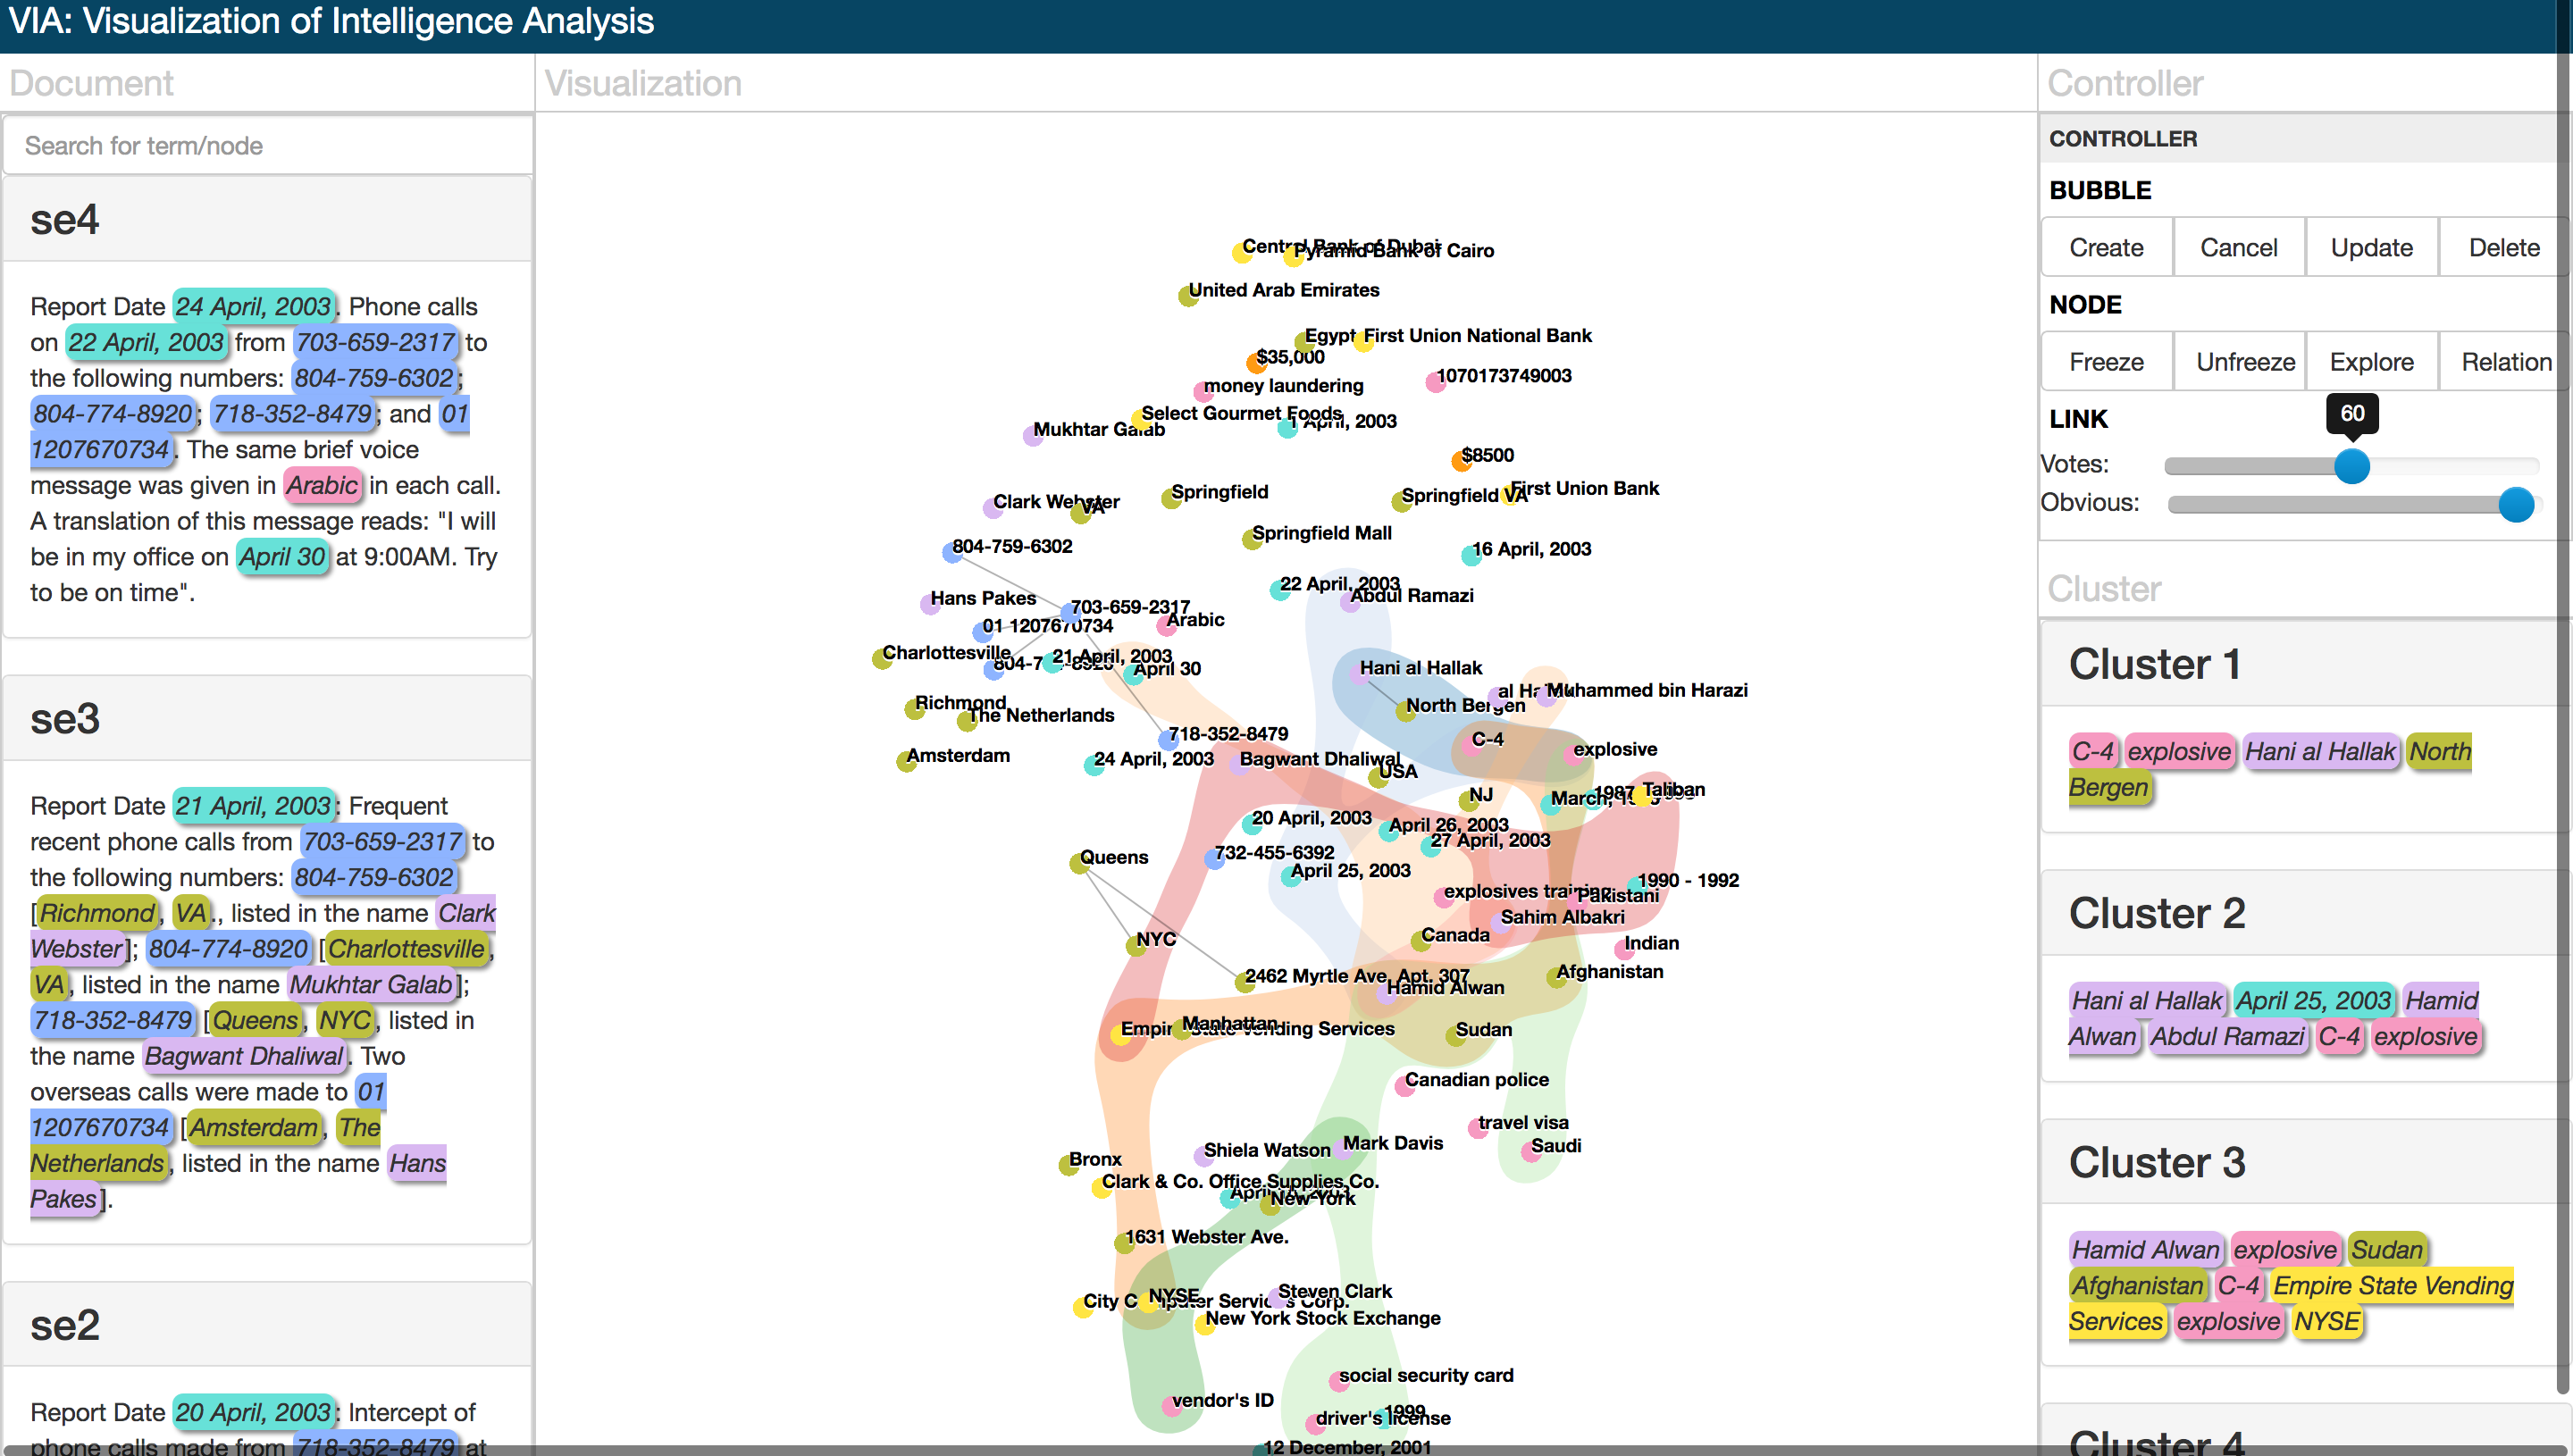 VIA: Visualization of Intelligence Analysis
Document
Search for term/node
se4
Report Date 24 April, 2003. Phone calls
on 22 April, 2003 from 703-659-2317 to
the following numbers: 804-759-6302;
804-774-8920; 718-352-8479; and 01
1207670734. The same brief voice
message was given in Arabic in each call.
A translation of this message reads: "I will
be in my office on April 30 at 9:00AM. Try
to be on time".
se3
Report Date 21 April, 2003: Frequent
recent phone calls from 703-659-2317 to
the following numbers: 804-759-6302
[Richmond, VA., listed in the name Clark
Webster]; 804-774-8920 [Charlottesville,
VA, listed in the name Mukhtar Galab];
718-352-8479 [Queens, NYC, listed in
the name Bagwant Dhaliwal. Two
overseas calls were made to 01
1207670734 [Amsterdam, The
Netherlands, listed in the name Hans
Pakes].
se2
Report Date 20 April, 2003: Intercept of
phone calls made from 718-352-8479 at
Visualization
Central Bank of Dubai
Pyramid Bank of Cairo
United Arab Emirates
Egypt
First Union National Bank
$35,000
1070173749003
money laundering
Select Gourmet Foods
1 April, 2003
Mukhtar Galab
$8500
Springfield
Springfield VA
First Union Bank
Clark Webster
VA
Springfield Mall
804-759-6302
16 April, 2003
22 April, 2003
Abdul Ramazi
Hans Pakes
703-659-2317
01 1207670734
Arabic
Charlottesville
21 April, 2003
April 30
Hani al Hallak
Muhammed bin Harazi
North Bergen
Richmond
The Netherlands
718-352-8479
C-4
explosive
Amsterdam
24 April, 2003
Bagwant Dhaliwal
USA
NJ
March,
1987
Taliban
20 April, 2003
April 26, 2003
27 April, 2003
732-455-6392
Queens
April 25, 2003
1990 - 1992
explosives training
Pakistani
Sahim Albakri
Canada
NYC
Indian
Afghanistan
2462 Myrtle Ave. Apt. 307
Hamid Alwan
Manhattan
Empire State Vending Services
Sudan
Canadian police
travel visa
Saudi
Shiela Watson
Mark Davis
Bronx
Clark & Co. Office Supplies Co.
New York
1631 Webster Ave.
Steven Clark
NYSE
City Computer Services Corp.
New York Stock Exchange
social security card
vendor's ID
1999
driver's license
12 December, 2001
Controller
CONTROLLER
BUBBLE
Create Cancel Update Delete
NODE
Freeze Unfreeze Explore Relation
LINK
60
Votes:
Obvious:
Cluster
Cluster 1
C-4 explosive Hani al Hallak North
Bergen
Cluster 2
Hani al Hallak April 25, 2003 Hamid
Alwan Abdul Ramazi C-4 explosive
Cluster 3
Hamid Alwan explosive Sudan
Afghanistan C-4 Empire State Vending
Services explosive NYSE
Cluster 4